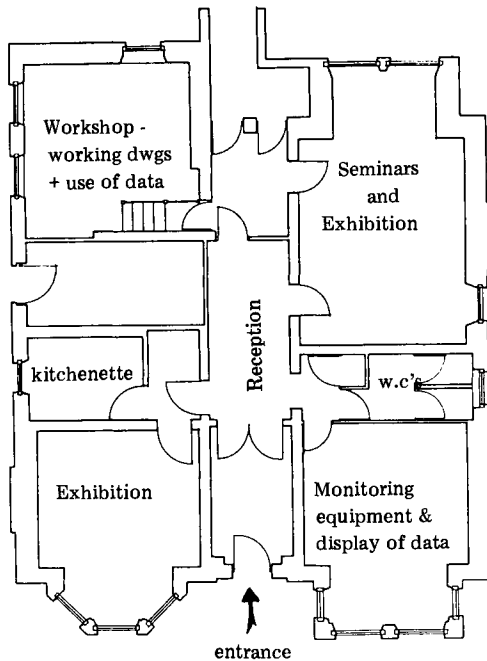 Workshop -
working dwgs
+ use of data
Seminars
and
Exhibition
Reception
kitchenette
w.c's
Exhibition
Monitoring
equipment &
display of data
entrance